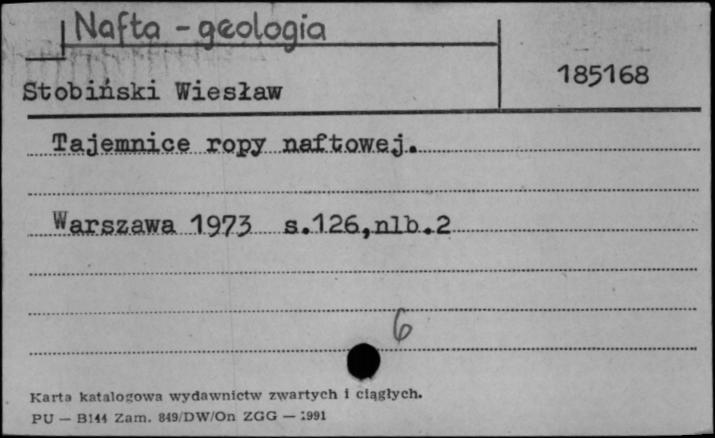 Nafta - geologia
185168
Stobiński Wiesław
Tajemnice ropy naftowej.
Warszawa 1973 s.126,nlb.2
6
Karta katalogowa wydawnictw zwartych i ciągłych.
PU — B144 Zam. 849/DW/On ZGG — 1991